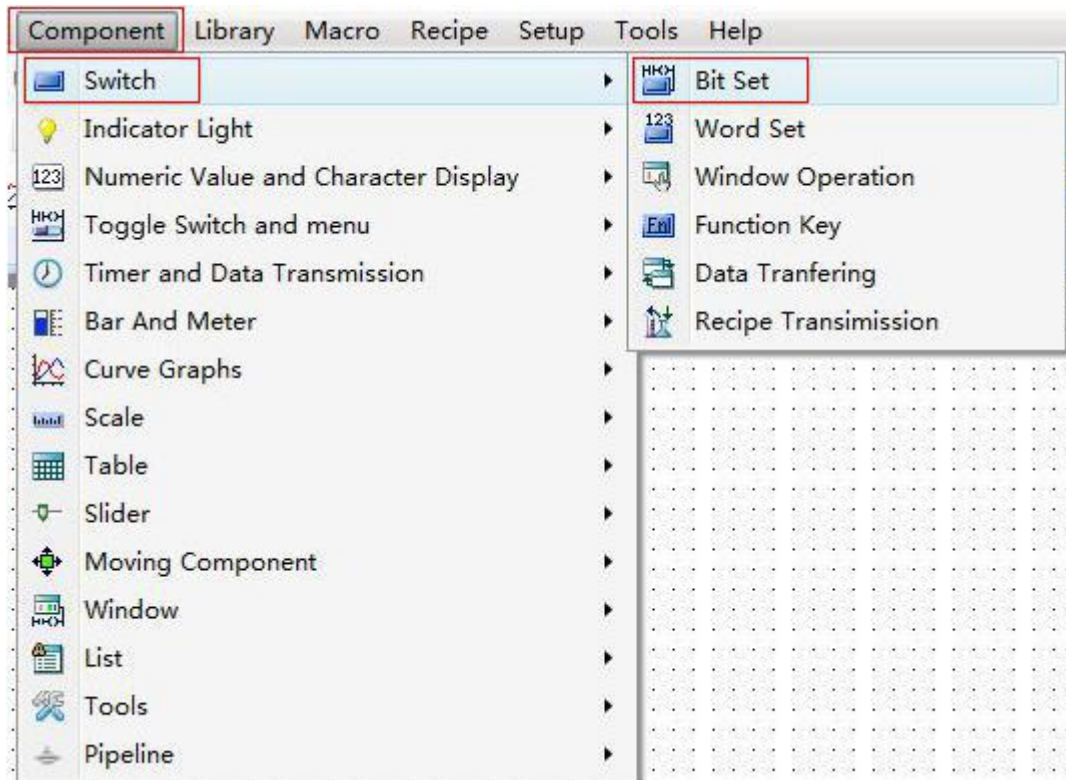 Component Library Macro Recipe Setup Tools Help
Switch
Indicator Light
123 Numeric Value and Character Display
Toggle Switch and menu
Timer and Data Transmission
Bar And Meter
Curve Graphs
Scale
Table
Slider
Moving Component
Window
List
Tools
Pipeline
Bit Set
123 Word Set
Window Operation
Function Key
Data Tranfering
Recipe Transimission